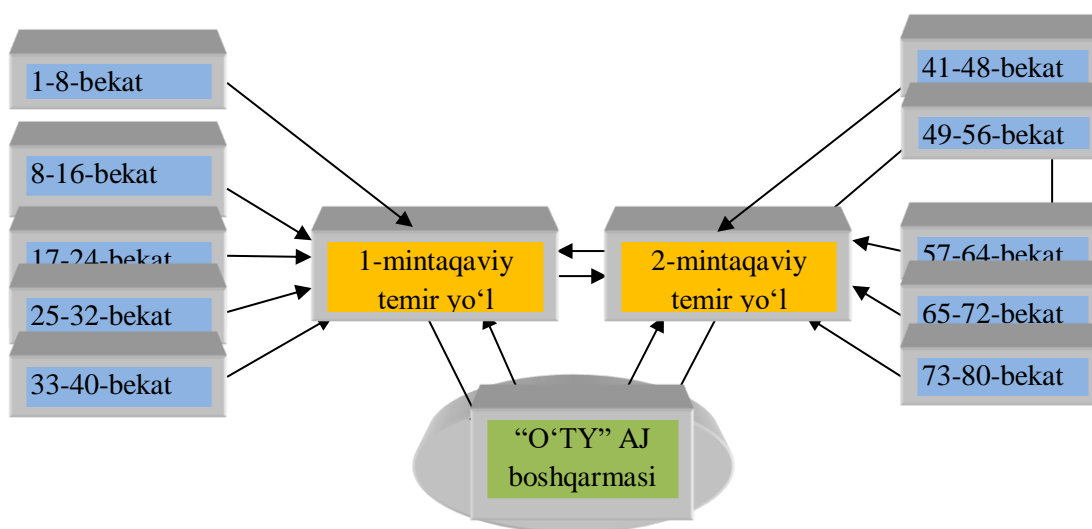 1-8-bekat
8-16-bekat
17-24-bekat
25-32-bekat
33-40-bekat
1-mintaqaviy
temir yo‘l
2-mintaqaviy
temir yo‘l
41-48-bekat
49-56-bekat
57-64-bekat
65-72-bekat
73-80-bekat
“O‘TY” AJ
boshqarmasi